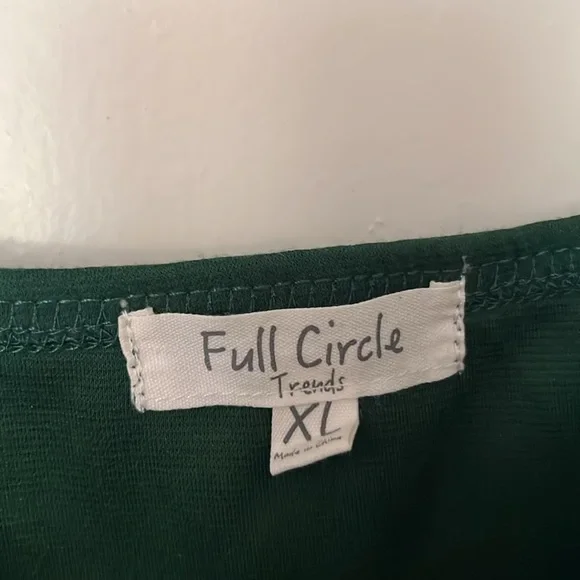 Full Circle
Trends
XL
Made in China